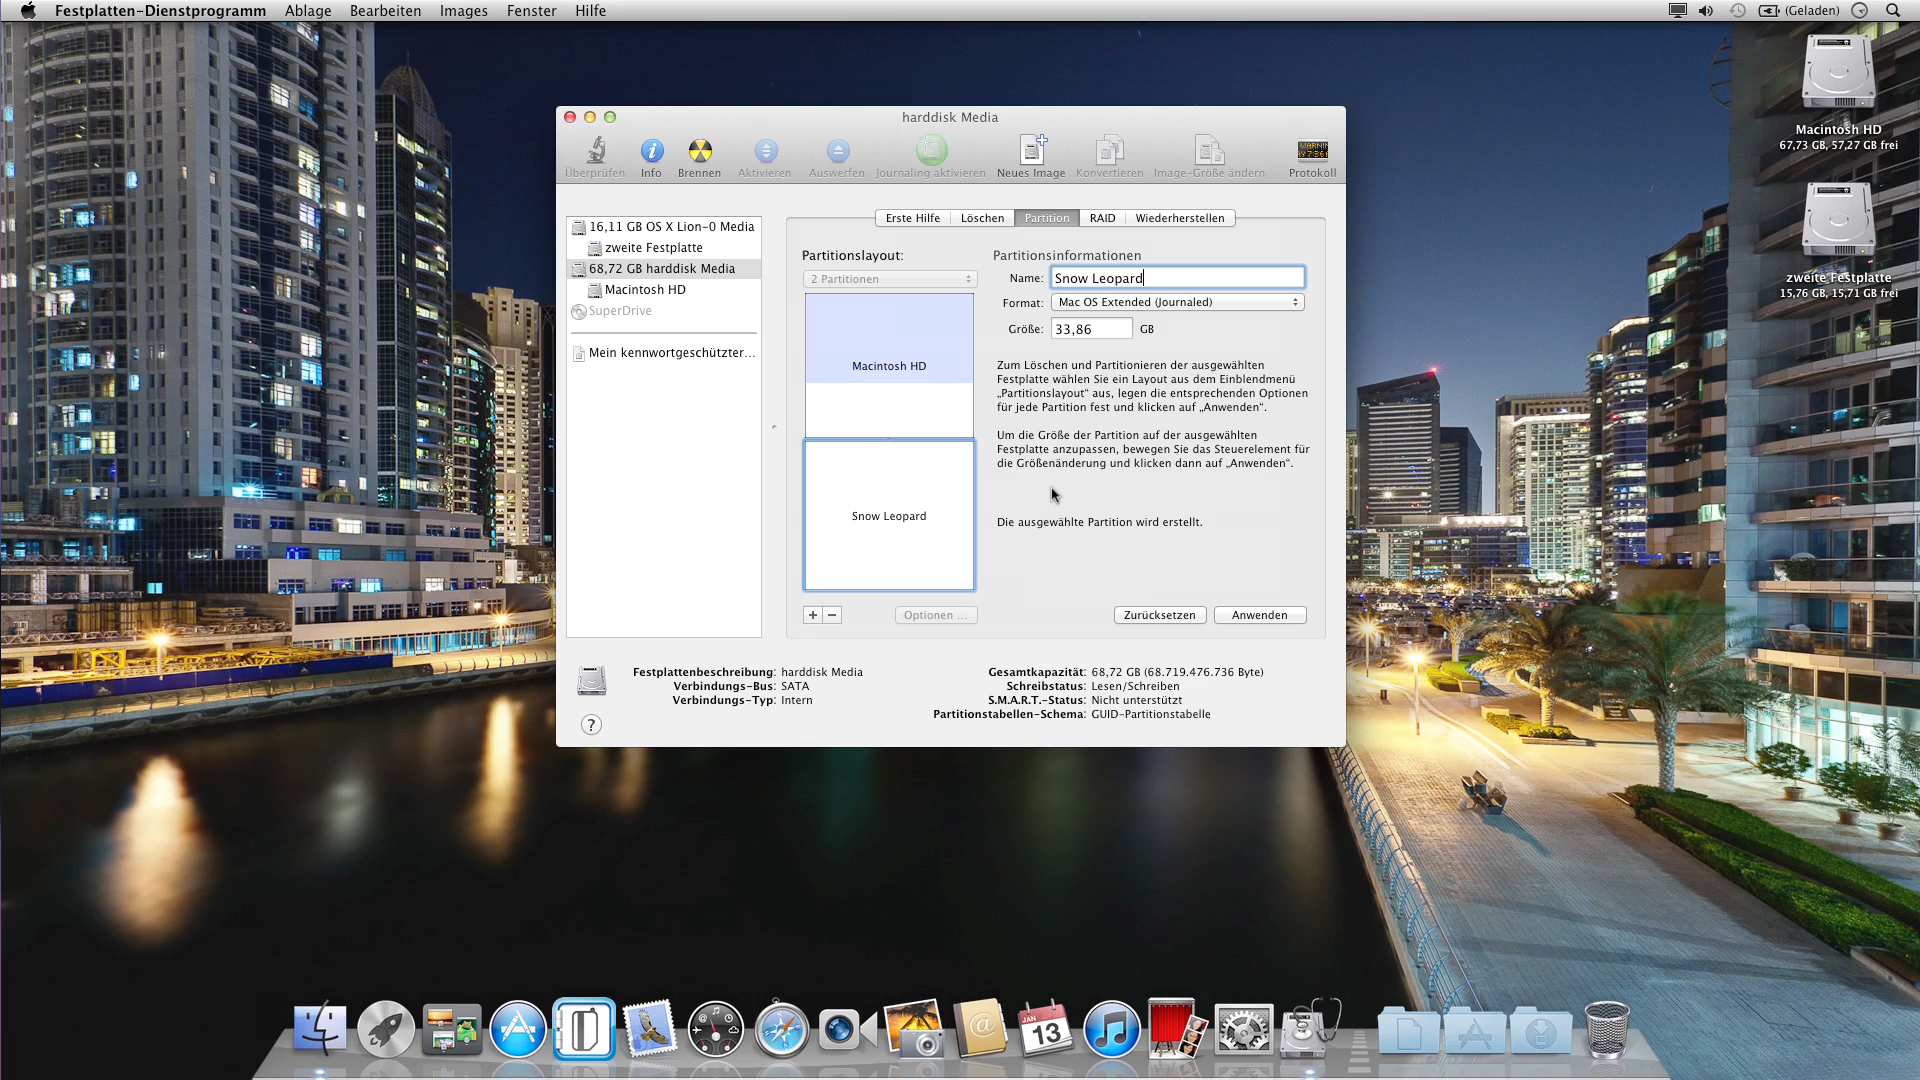 Festplatten-Dienstprogramm Ablage Bearbeiten Images Fenster Hilfe
(Geladen)
Macintosh HD
67,73 GB, 57,27 GB frei
zweite Festplatte
15,76 GB, 15,71 GB frei
harddisk Media
Überprüfen Info Brennen Aktivieren Auswerfen Journaling aktivieren Neues Image Konvertieren Image-Größe ändern Protokoll
16,11 GB OS X Lion-0 Media
zweite Festplatte
68,72 GB harddisk Media
Macintosh HD
SuperDrive
Mein kennwortgeschützter...
Erste Hilfe Löschen Partition RAID Wiederherstellen
Partitionslayout:
2 Partitionen
Macintosh HD
Snow Leopard
+ − Optionen ...
Partitionsinformationen
Name: Snow Leopard
Format: Mac OS Extended (Journaled)
Größe: 33,86 GB
Zum Löschen und Partitionieren der ausgewählten
Festplatte wählen Sie ein Layout aus dem Einblendmenü
„Partitionslayout“ aus, legen die entsprechenden Optionen
für jede Partition fest und klicken auf „Anwenden“.
Um die Größe der Partition auf der ausgewählten
Festplatte anzupassen, bewegen Sie das Steuerelement für
die Größenänderung und klicken dann auf „Anwenden“.
Die ausgewählte Partition wird erstellt.
Zurücksetzen Anwenden
Festplattenbeschreibung: harddisk Media
Verbindungs-Bus: SATA
Verbindungs-Typ: Intern
Gesamtkapazität: 68,72 GB (68.719.476.736 Byte)
Schreibstatus: Lesen/Schreiben
S.M.A.R.T.-Status: Nicht unterstützt
Partitionstabellen-Schema: GUID-Partitionstabelle
?
JAN
13